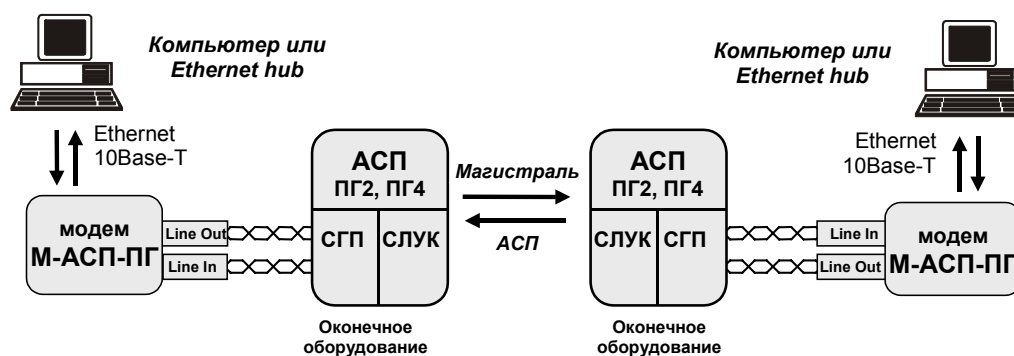 Компьютер или
Ethernet hub
Компьютер или
Ethernet hub
Ethernet
10Base-T
Ethernet
10Base-T
АСП
ПГ2, ПГ4
Магистраль
АСП
АСП
ПГ2, ПГ4
модем
М-АСП-ПГ
Line Out
Line In
СГП
СЛУК
СЛУК
СГП
Line In
Line Out
модем
М-АСП-ПГ
Оконечное
оборудование
Оконечное
оборудование